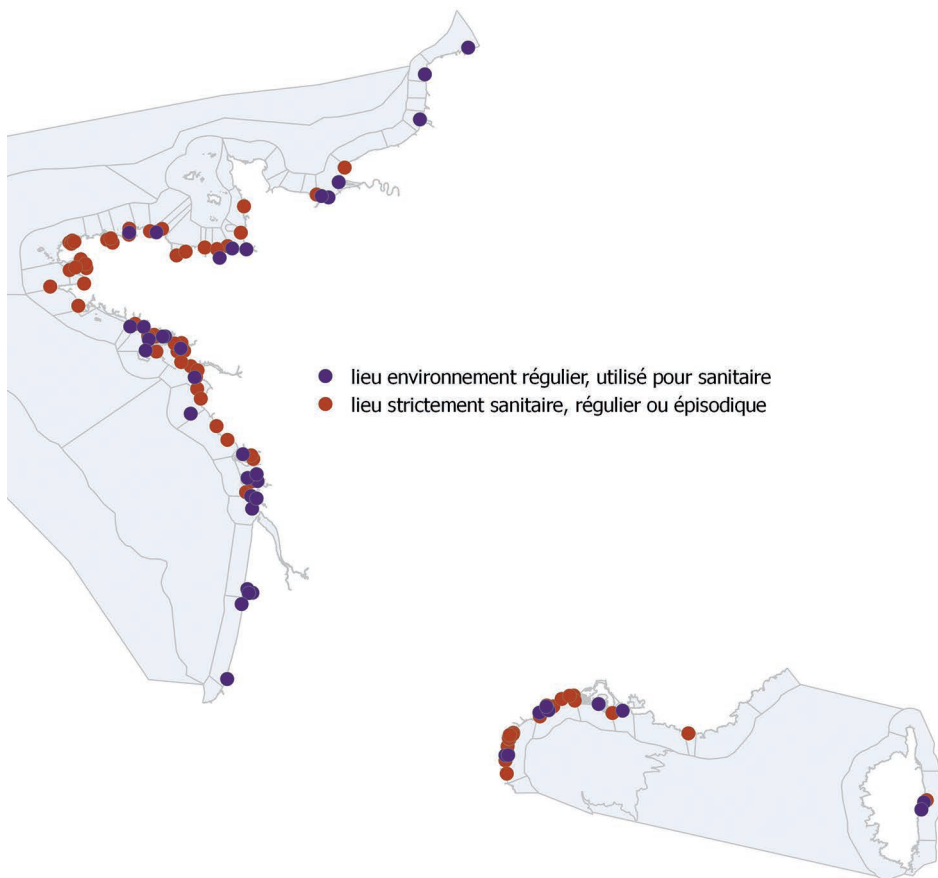 lieu environnement régulier, utilisé pour sanitaire
lieu strictement sanitaire, régulier ou épisodique